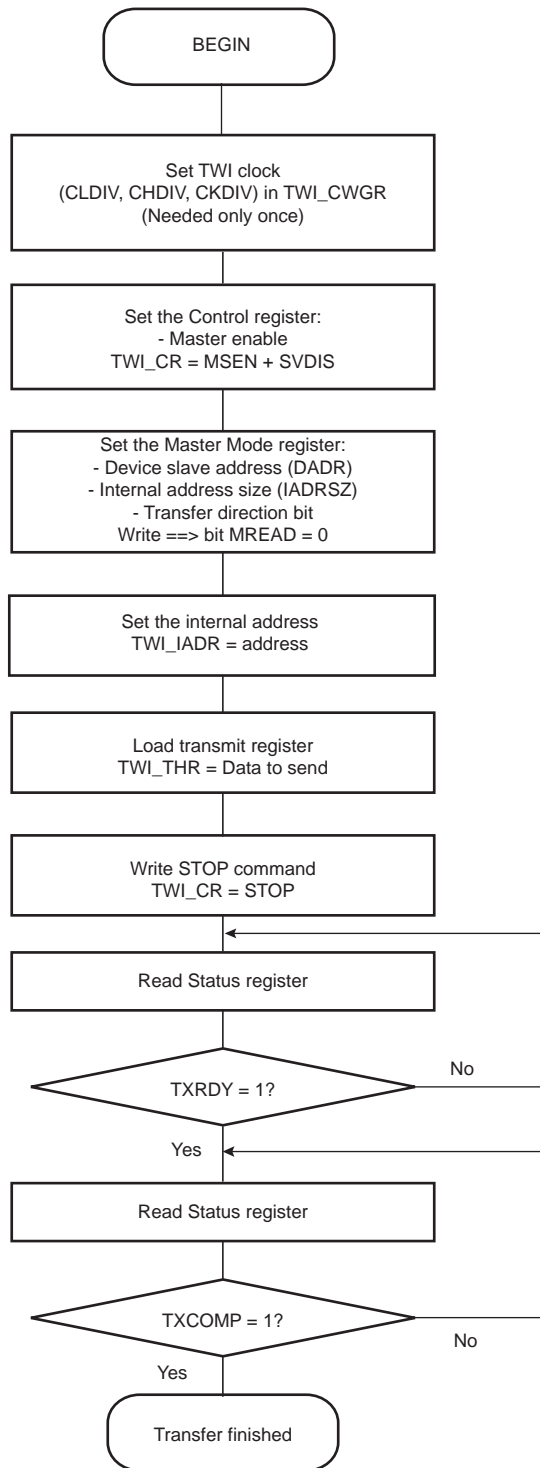 BEGIN
Set TWI clock
(CLDIV, CHDIV, CKDIV) in TWI_CWGR
(Needed only once)
Set the Control register:
- Master enable
TWI_CR = MSEN + SVDIS
Set the Master Mode register:
- Device slave address (DADR)
- Internal address size (IADRSZ)
- Transfer direction bit
Write ==> bit MREAD = 0
Set the internal address
TWI_IADR = address
Load transmit register
TWI_THR = Data to send
Write STOP command
TWI_CR = STOP
Read Status register
TXRDY = 1?
No
Yes
Read Status register
TXCOMP = 1?
No
Yes
Transfer finished